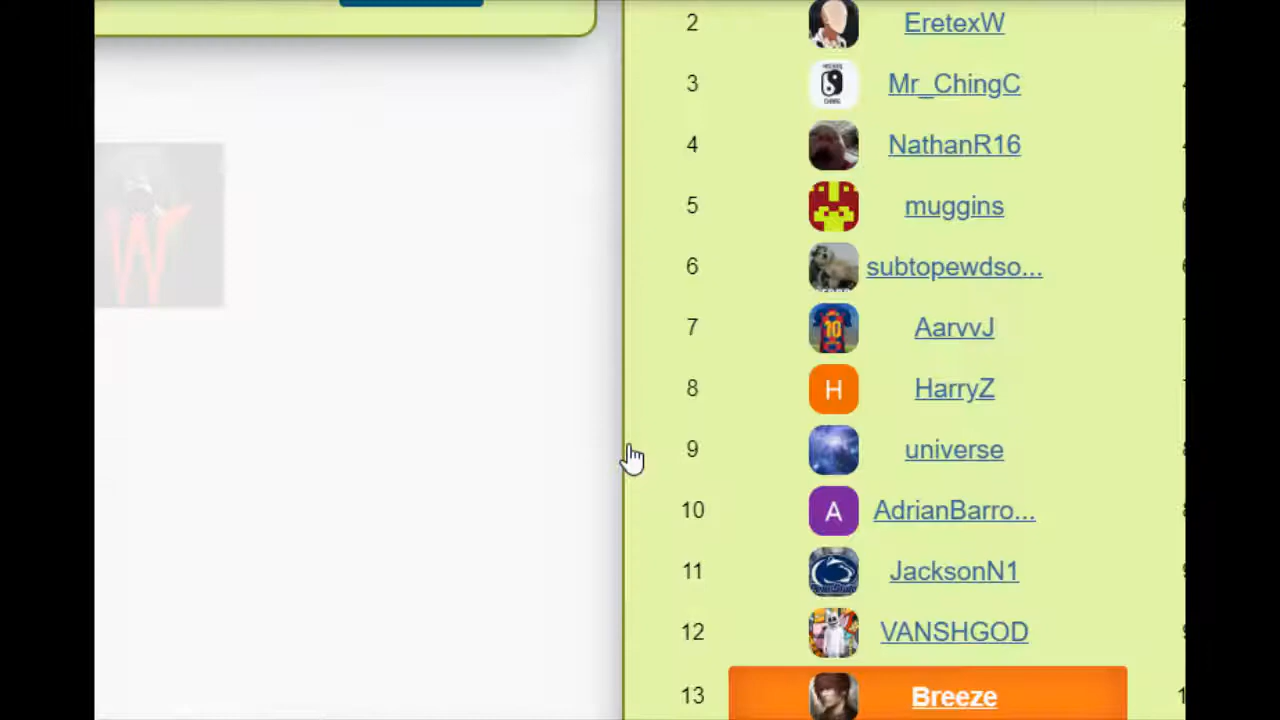 2 EretexW
3 Mr_ChingC
4 NathanR16
5 muggins
6 subtopewdso...
7 10 AarvvJ
8 H HarryZ
9 universe
10 A AdrianBarro...
11 JacksonN1
12 VANSHGOD
13 Breeze
W